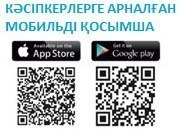 КӘСІПКЕРЛЕРГЕ АРНАЛҒАН
МОБИЛЬДІ ҚОСЫМША
Available on the
App Store
Get it on
Google play